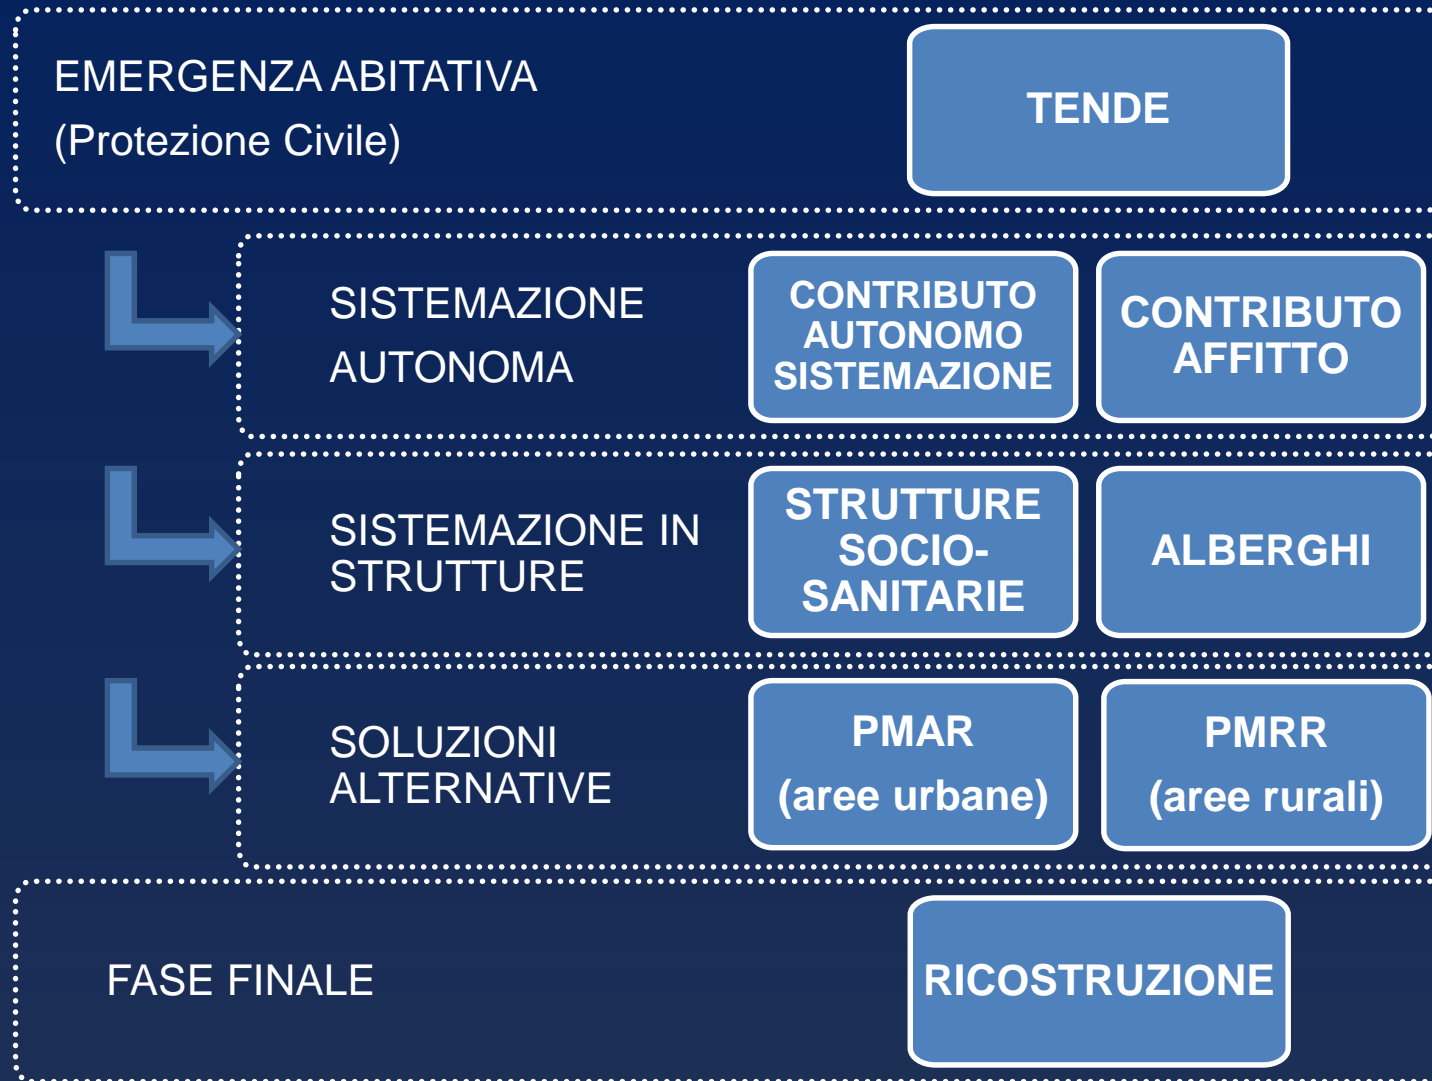 EMERGENZA ABITATIVA
(Protezione Civile)
TENDE
SISTEMAZIONE
AUTONOMA
CONTRIBUTO
AUTONOMO
SISTEMAZIONE
CONTRIBUTO
AFFITTO
SISTEMAZIONE IN
STRUTTURE
STRUTTURE
SOCIO-
SANITARIE
ALBERGHI
SOLUZIONI
ALTERNATIVE
PMAR
(aree urbane)
PMRR
(aree rurali)
FASE FINALE
RICOSTRUZIONE